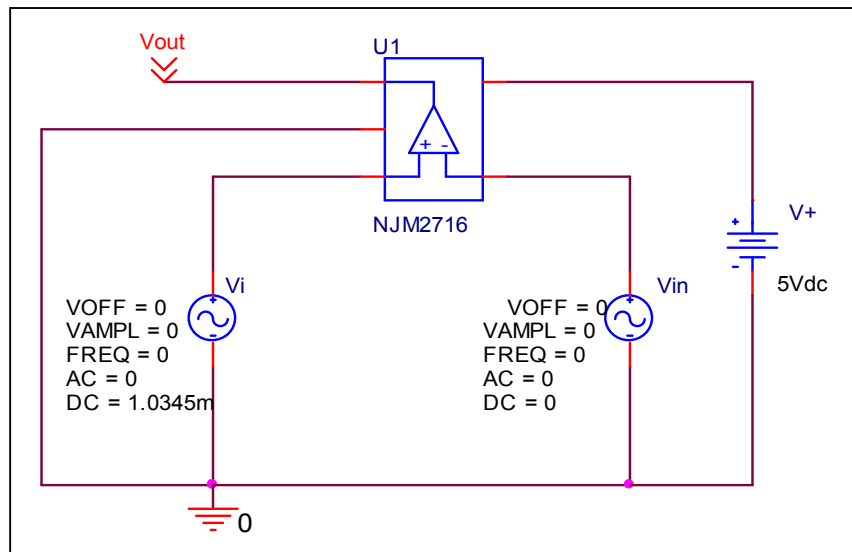 Vout
U1
+ -
NJM2716
V+
+
-
5Vdc
Vi
+
-
VOFF = 0
VAMPL = 0
FREQ = 0
AC = 0
DC = 1.0345m
Vin
+
-
VOFF = 0
VAMPL = 0
FREQ = 0
AC = 0
DC = 0
0